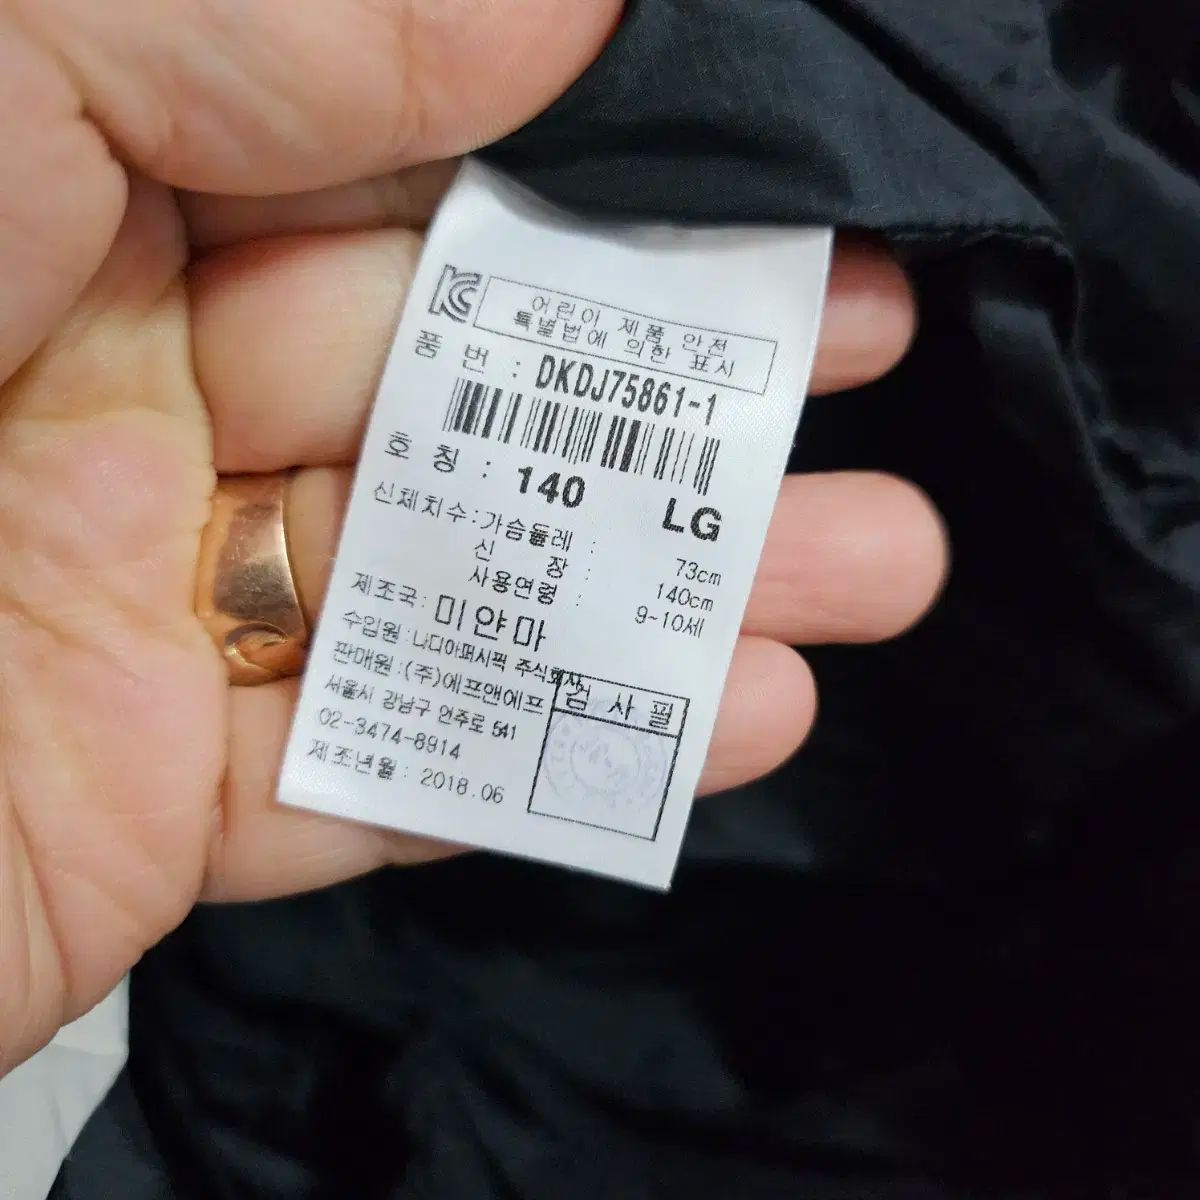 KC
어린이 제품 안전
특별법에 의한 표시
품 번 : DKDJ75861-1
호 칭 : 140 LG
신체치수:가슴둘레 : 73cm
신 장 : 140cm
사용연령 : 9-10세
제조국: 미얀마
수입원:나디아퍼시픽 주식회사
판매원:(주)에프앤에프
서울시 강남구 언주로 541
02-3474-8914
제조년월: 2018.06
검 사 필